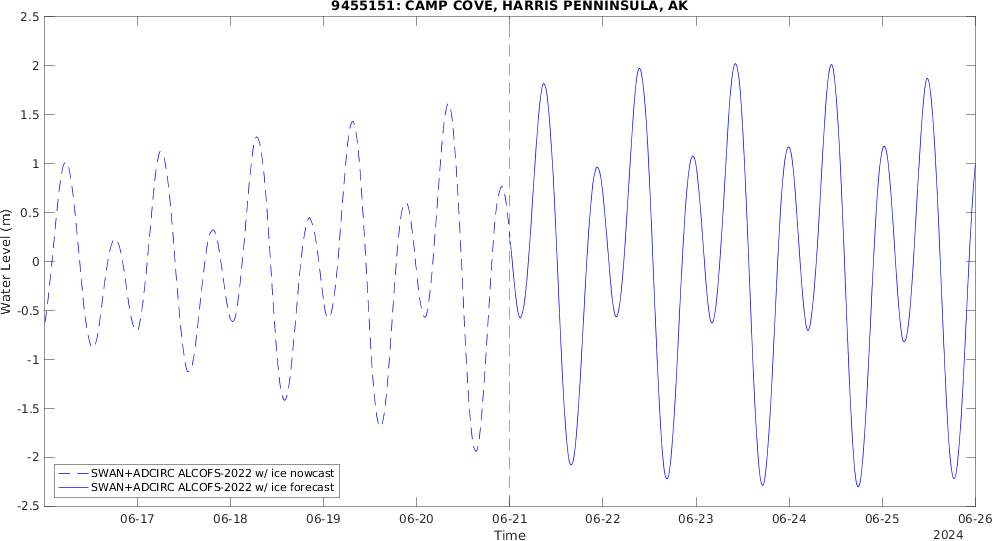 9455151: CAMP COVE, HARRIS PENNINSULA, AK
2.5
2
1.5
1
0.5
0
-0.5
-1
-1.5
-2
-2.5
Water Level (m)
SWAN+ADCIRC ALCOFS-2022 w/ ice nowcast
SWAN+ADCIRC ALCOFS-2022 w/ ice forecast
06-17 06-18 06-19 06-20 06-21 06-22 06-23 06-24 06-25 06-26
Time
2024